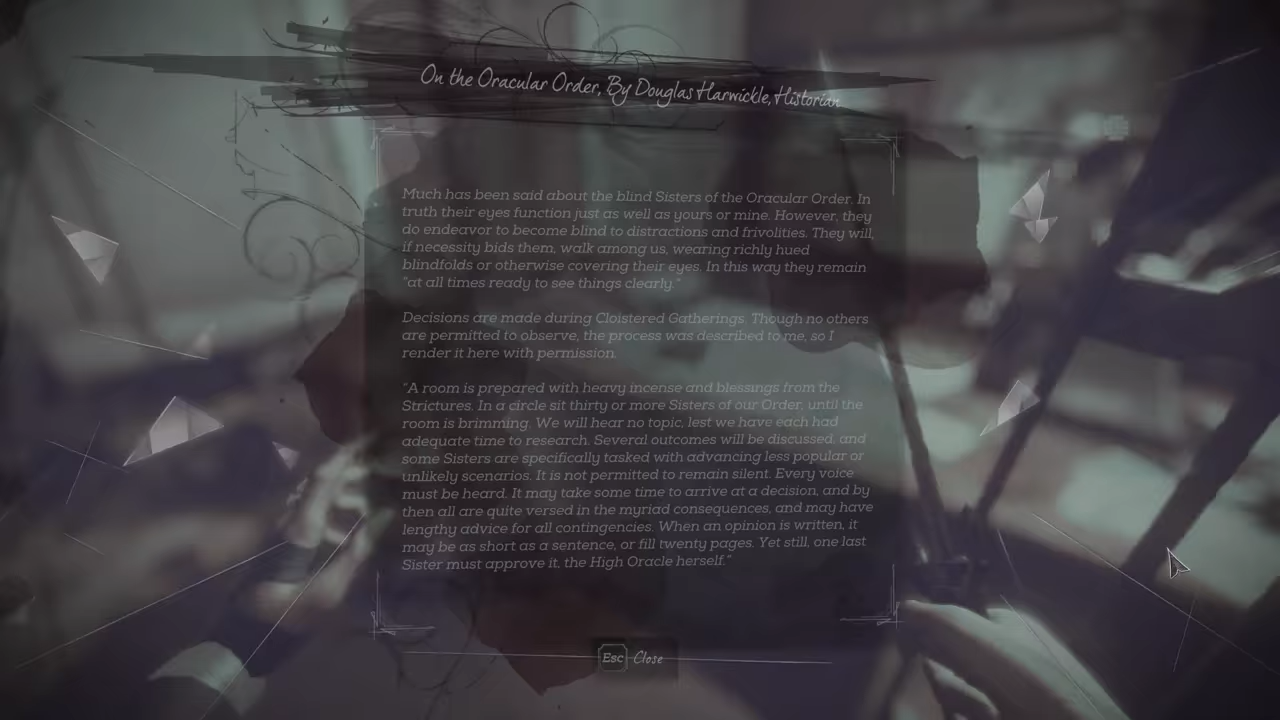 On the Oracular Order, By Douglas Harwickle, Historian
Much has been said about the blind Sisters of the Oracular Order. In
truth their eyes function just as well as yours or mine. However, they
do endeavor to become blind to distractions and frivolities. They will,
if necessity bids them, walk among us, wearing richly hued
blindfolds or otherwise covering their eyes. In this way they remain
"at all times ready to see things clearly."
Decisions are made during Cloistered Gatherings. Though no others
are permitted to observe, the process was described to me, so I
render it here with permission.
"A room is prepared with heavy incense and blessings from the
Strictures. In a circle sit thirty or more Sisters of our Order, until the
room is brimming. We will hear no topic, lest we have each had
adequate time to research. Several outcomes will be discussed, and
some Sisters are specifically tasked with advancing less popular or
unlikely scenarios. It is not permitted to remain silent. Every voice
must be heard. It may take some time to arrive at a decision, and by
then all are quite versed in the myriad consequences, and may have
lengthy advice for all contingencies. When an opinion is written, it
may be as short as a sentence, or fill twenty pages. Yet still, one last
Sister must approve it, the High Oracle herself."
Esc Close